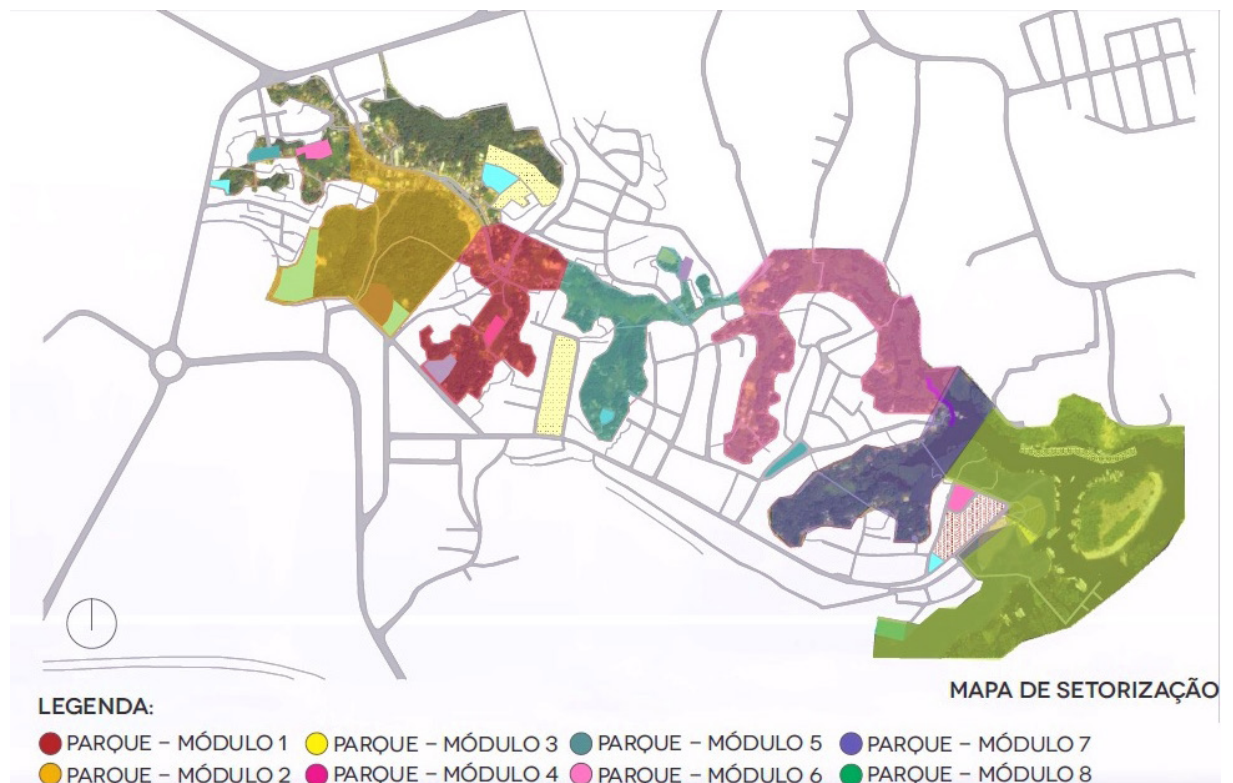 MAPA DE SETORIZAÇÃO
LEGENDA:
PARQUE – MÓDULO 1
PARQUE – MÓDULO 3
PARQUE – MÓDULO 5
PARQUE – MÓDULO 7
PARQUE – MÓDULO 2
PARQUE – MÓDULO 4
PARQUE – MÓDULO 6
PARQUE – MÓDULO 8